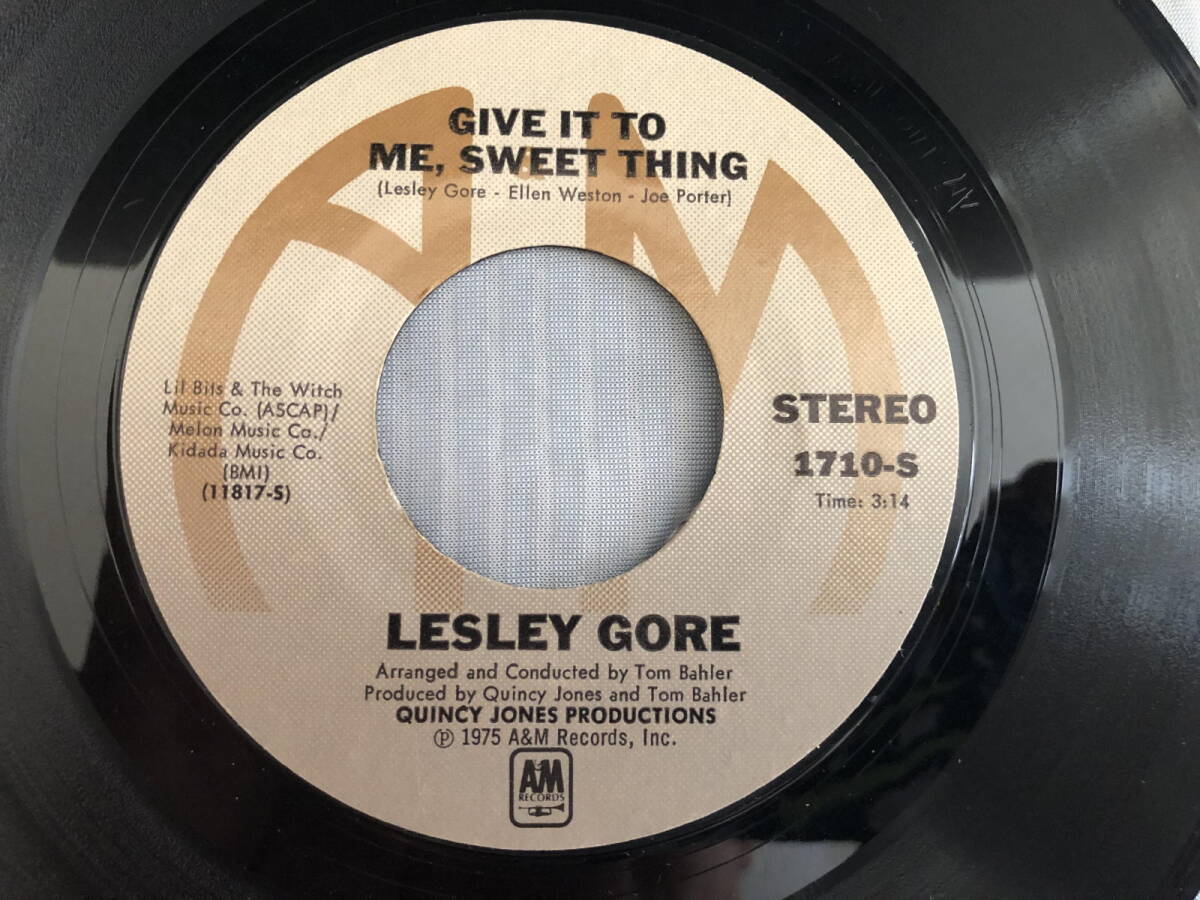 GIVE IT TO
ME, SWEET THING
(Lesley Gore - Ellen Weston - Joe Porter)
Lil Bits & The Witch
Music Co. (ASCAP)/
Melon Music Co./
Kidada Music Co.
(BMI)
(11817-S)
STEREO
1710-S
Time: 3:14
LESLEY GORE
Arranged and Conducted by Tom Bahler
Produced by Quincy Jones and Tom Bahler
QUINCY JONES PRODUCTIONS
℗ 1975 A&M Records, Inc.
A&M
RECORDS